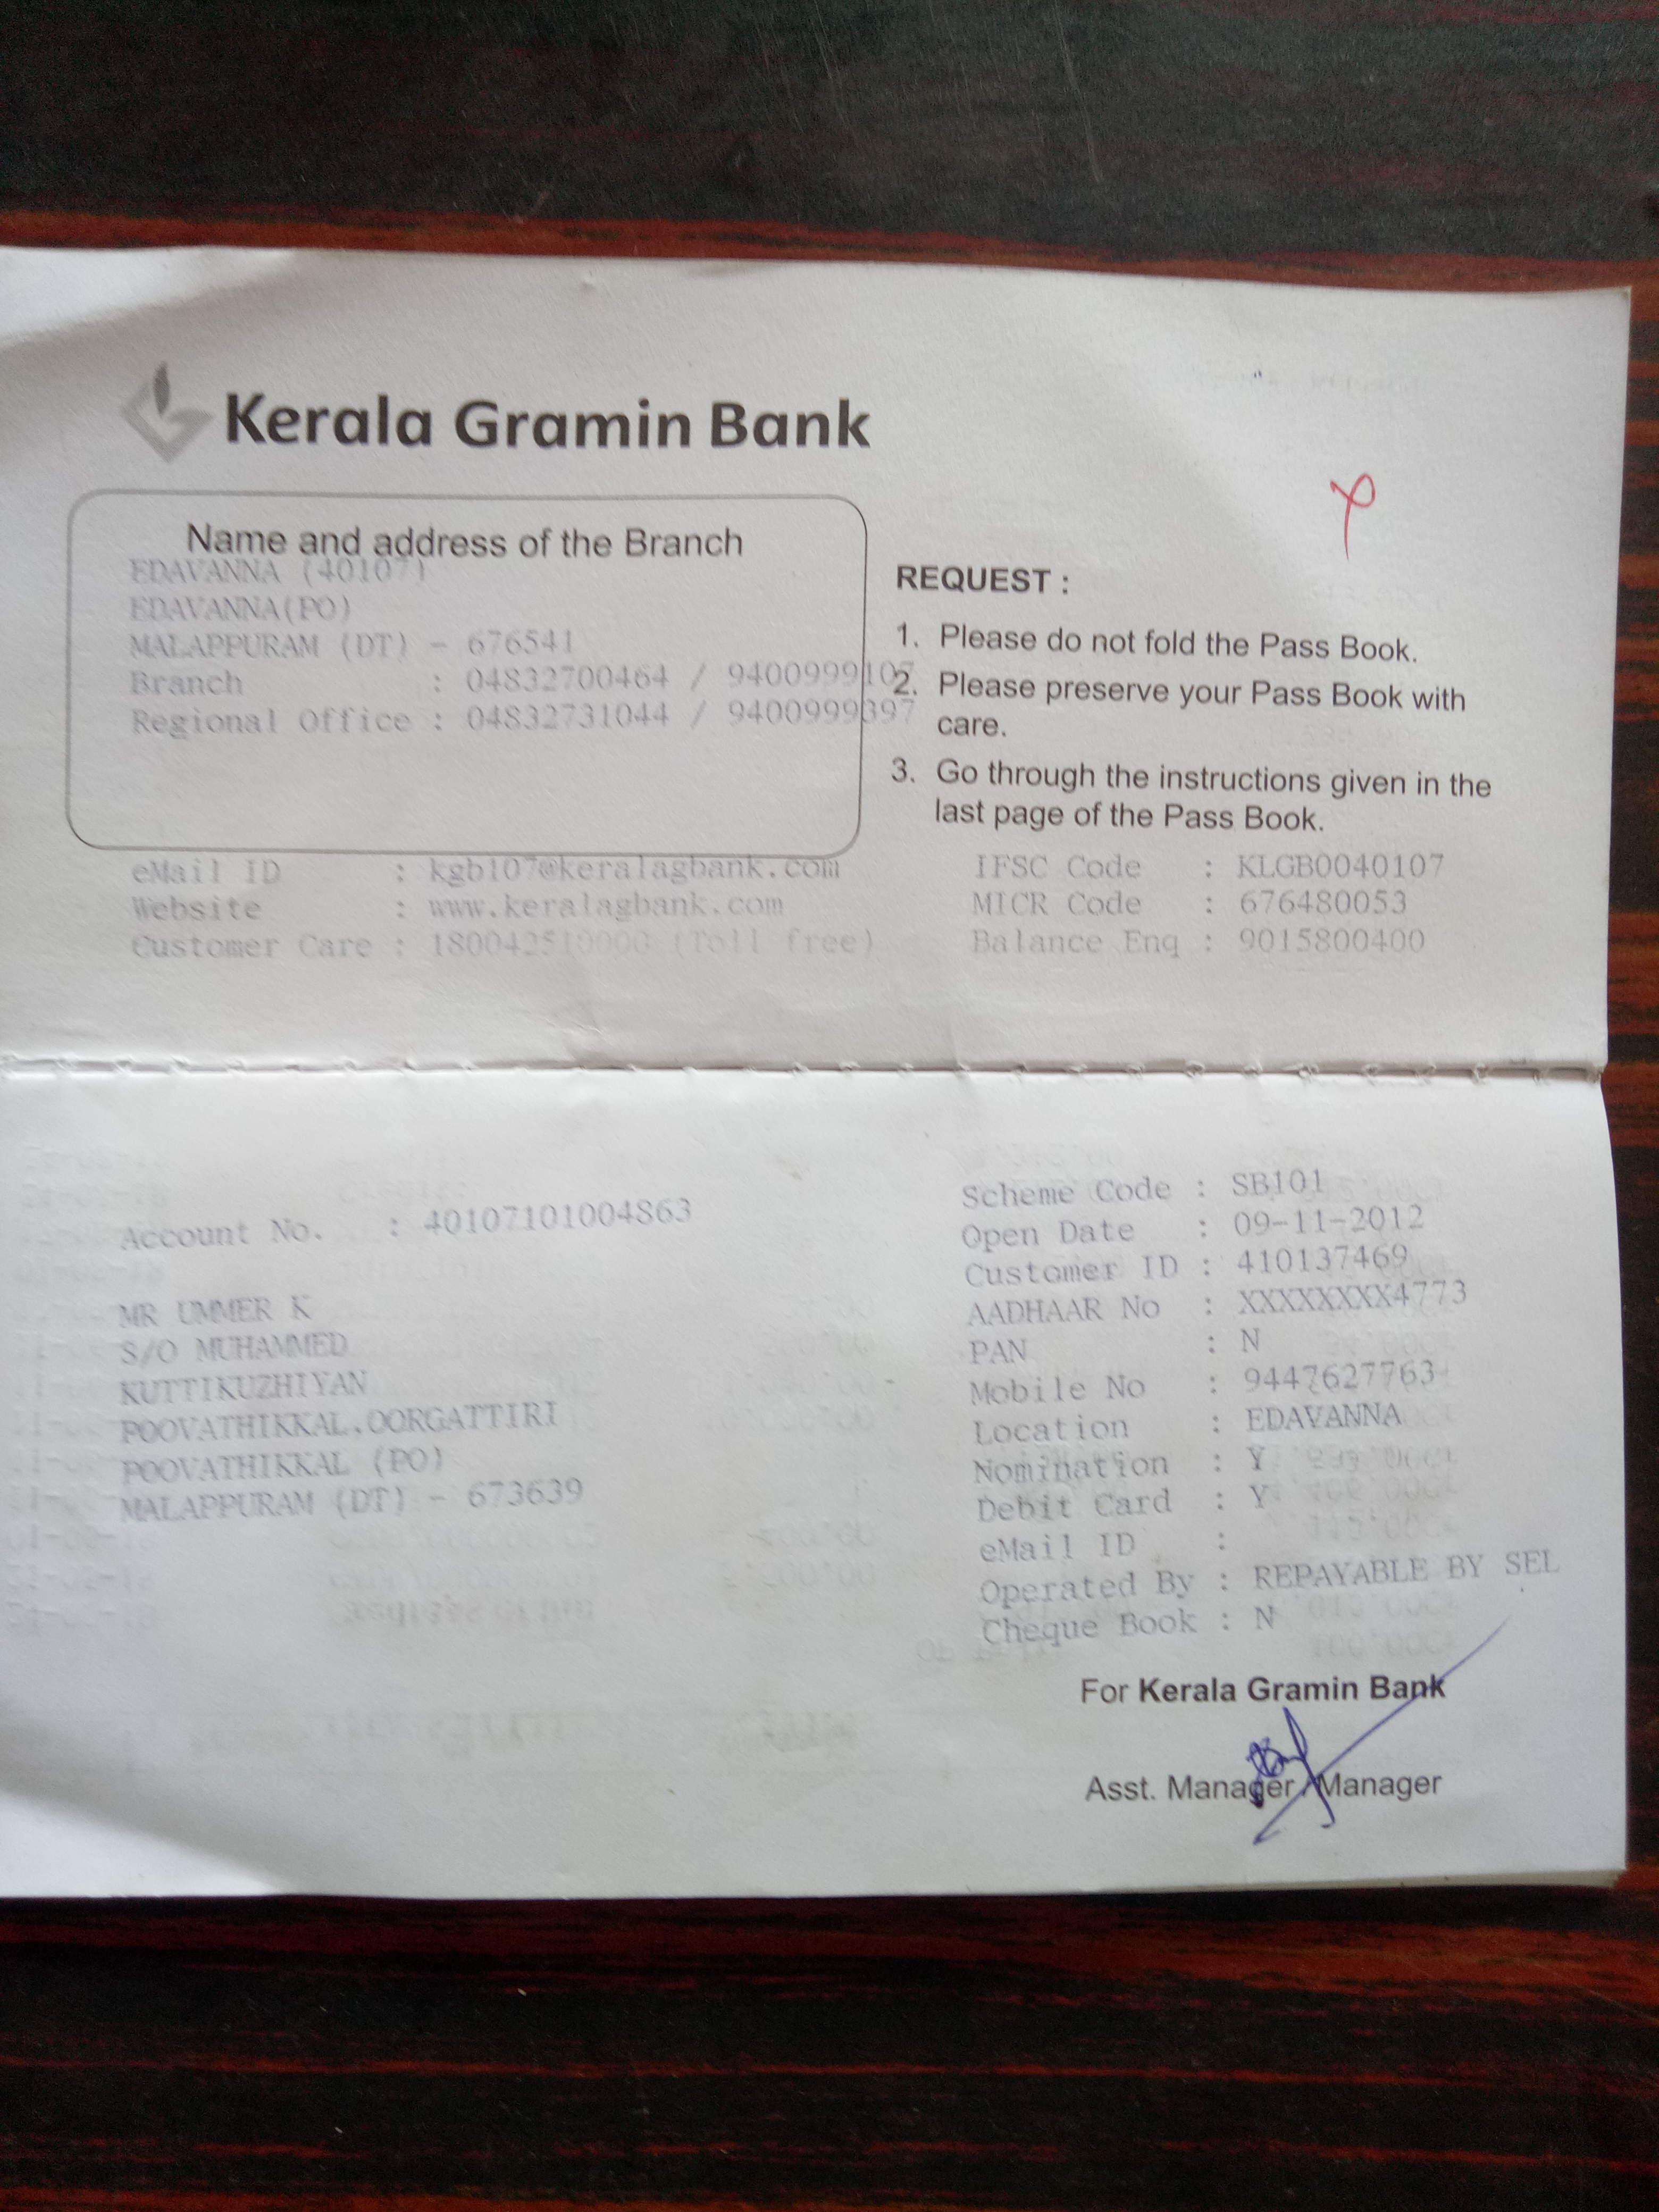 Kerala Gramin Bank
Name and address of the Branch
EDAVANNA (40107)
EDAVANNA(PO)
MALAPPURAM (DT) - 676541
Branch : 04832700464 / 9400999107
Regional Office : 04832731044 / 9400999397
REQUEST :
1. Please do not fold the Pass Book.
2. Please preserve your Pass Book with
care.
3. Go through the instructions given in the
last page of the Pass Book.
eMail ID : kgb107@keralagbank.com
Website : www.keralagbank.com
Customer Care : 180042510000 (Toll free)
IFSC Code : KLGB0040107
MICR Code : 676480053
Balance Enq : 9015800400
Account No. : 40107101004863
MR UMMER K
S/O MUHAMMED
KUTTIKUZHIYAN
POOVATHIKKAL,OORGATTIRI
POOVATHIKKAL (PO)
MALAPPURAM (DT) - 673639
Scheme Code : SB101
Open Date : 09-11-2012
Customer ID : 410137469
AADHAAR No : XXXXXXXX4773
PAN : N
Mobile No : 9447627763
Location : EDAVANNA
Nomination : Y
Debit Card : Y
eMail ID :
Operated By : REPAYABLE BY SEL
Cheque Book : N
For Kerala Gramin Bank
Asst. Manager / Manager